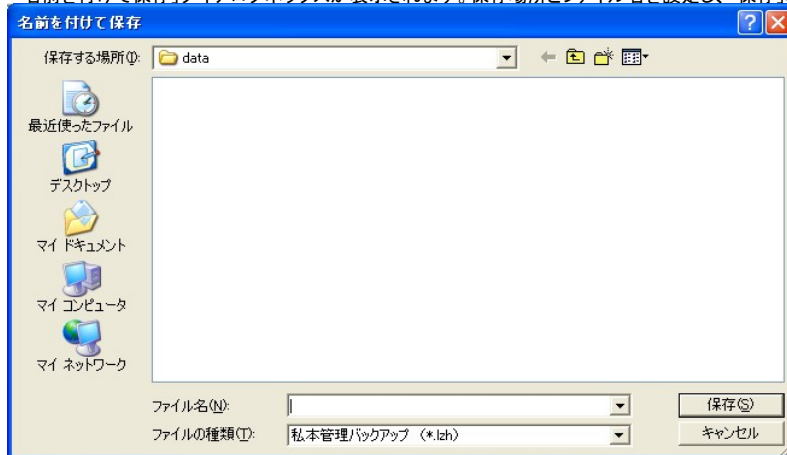 名前を付けて保存
保存する場所(I):
data
最近使ったファイル
デスクトップ
マイ ドキュメント
マイ コンピュータ
マイ ネットワーク
ファイル名(N):
保存(S)
ファイルの種類(T):
私本管理バックアップ (*.lzh)
キャンセル